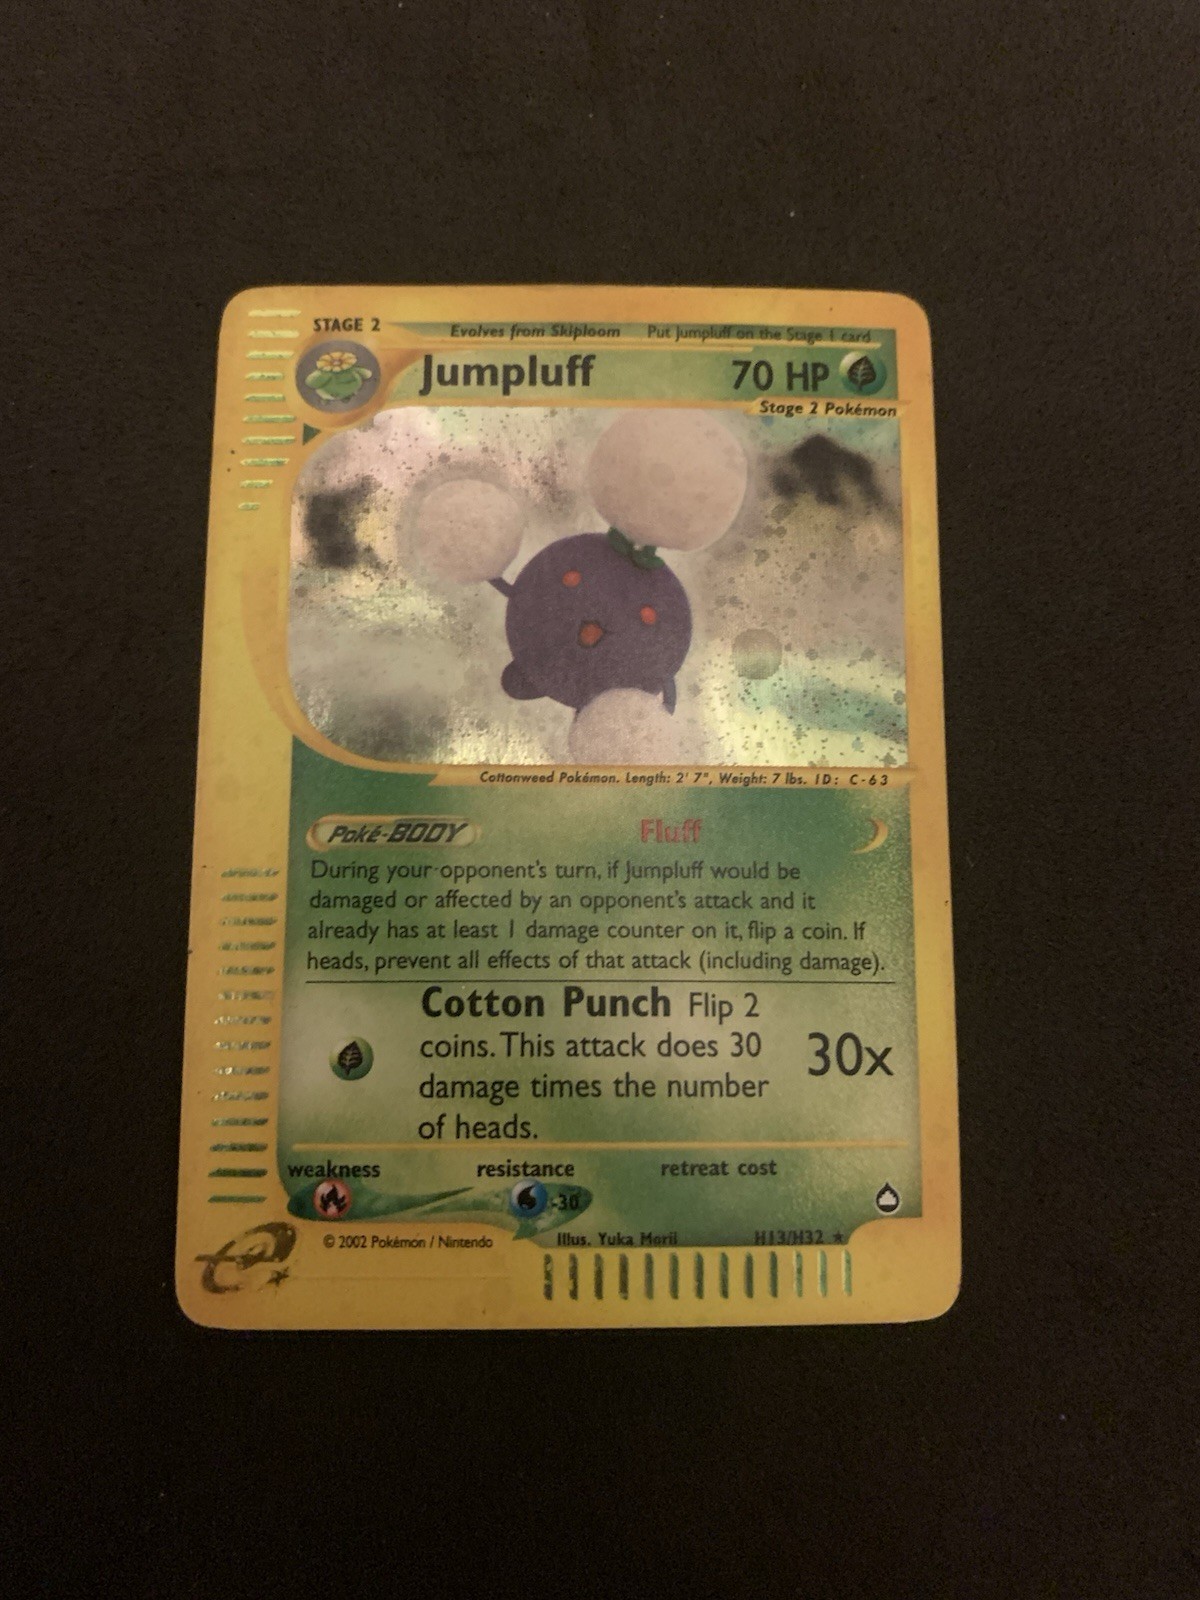 STAGE 2
Evolves from Skiploom Put Jumpluff on the Stage 1 card
Jumpluff 70 HP
Stage 2 Pokémon
Cottonweed Pokémon. Length: 2' 7", Weight: 7 lbs. ID: C-63
Poké-BODY Fluff
During your opponent's turn, if Jumpluff would be
damaged or affected by an opponent's attack and it
already has at least 1 damage counter on it, flip a coin. If
heads, prevent all effects of that attack (including damage).
Cotton Punch Flip 2
coins. This attack does 30 30x
damage times the number
of heads.
weakness resistance retreat cost
-30
e
© 2002 Pokémon / Nintendo Illus. Yuka Morii H13/H32 ★